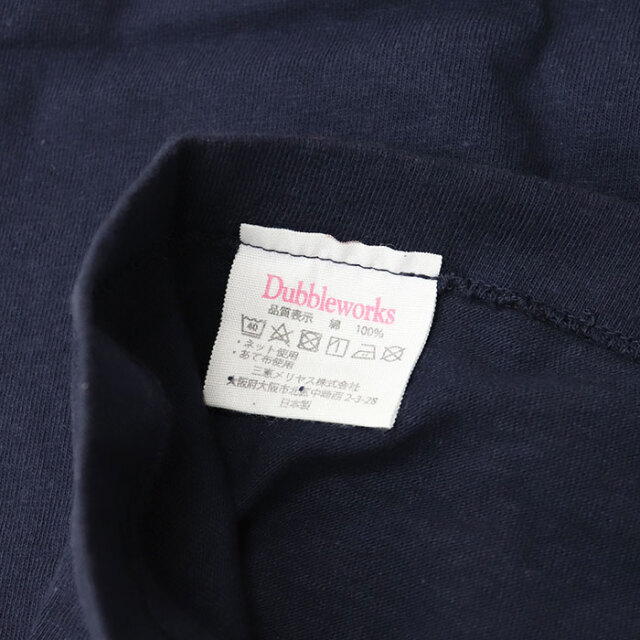 Dubbleworks
品質表示 綿 100%
40
・ネット使用
・あて布使用
三恵メリヤス株式会社
大阪府大阪市北区中崎西2-3-28
日本製